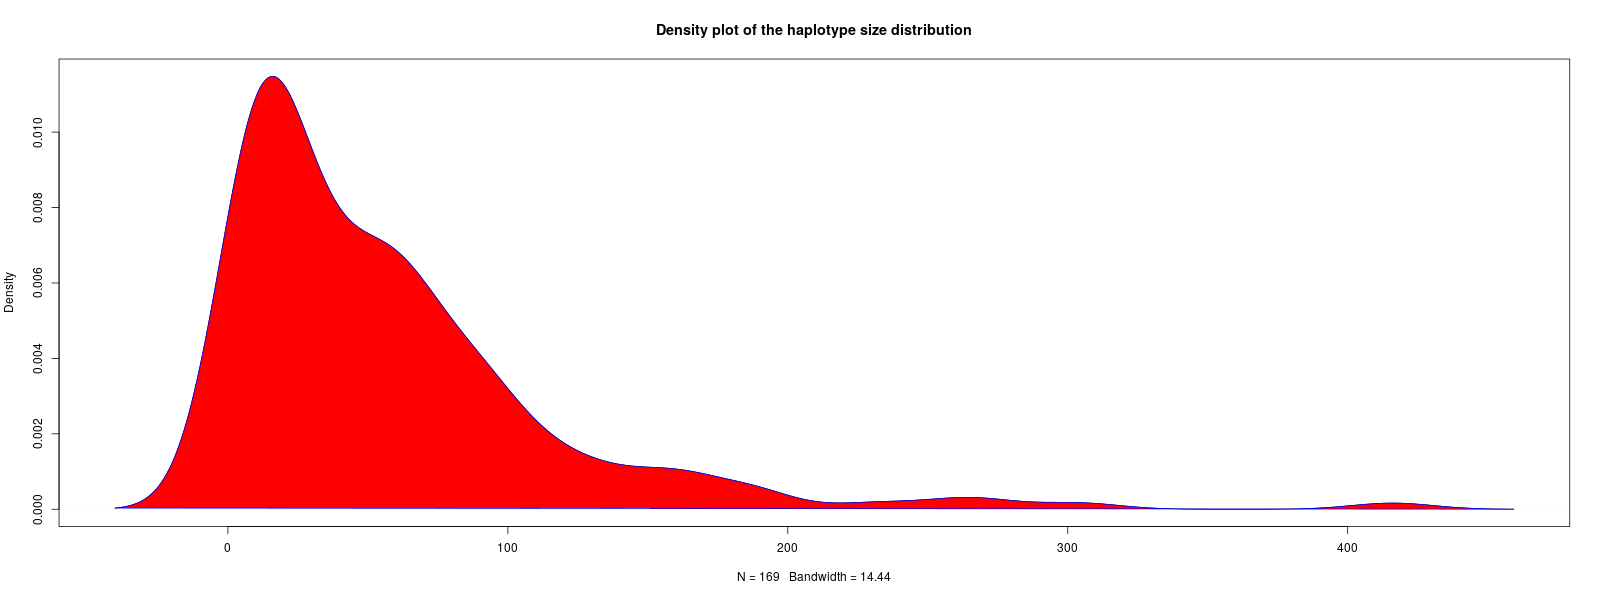 Density plot of the haplotype size distribution
Density
0.010
0.008
0.006
0.004
0.002
0.000
0 100 200 300 400
N = 169 Bandwidth = 14.44